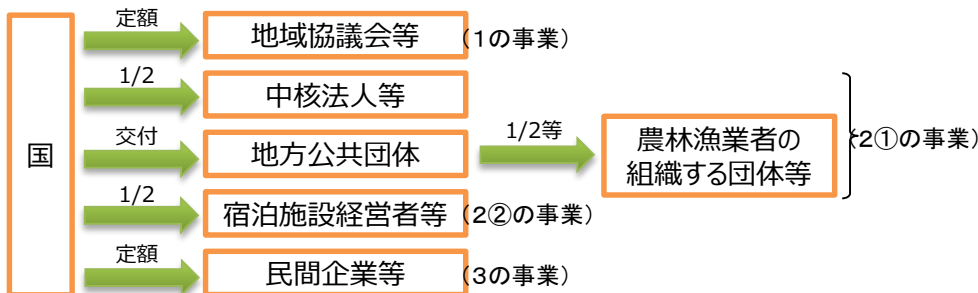 国
定額
地域協議会等
(1の事業)
1/2
中核法人等
交付
地方公共団体
1/2等
農林漁業者の
組織する団体等
(2①の事業)
1/2
宿泊施設経営者等
(2②の事業)
定額
民間企業等
(3の事業)